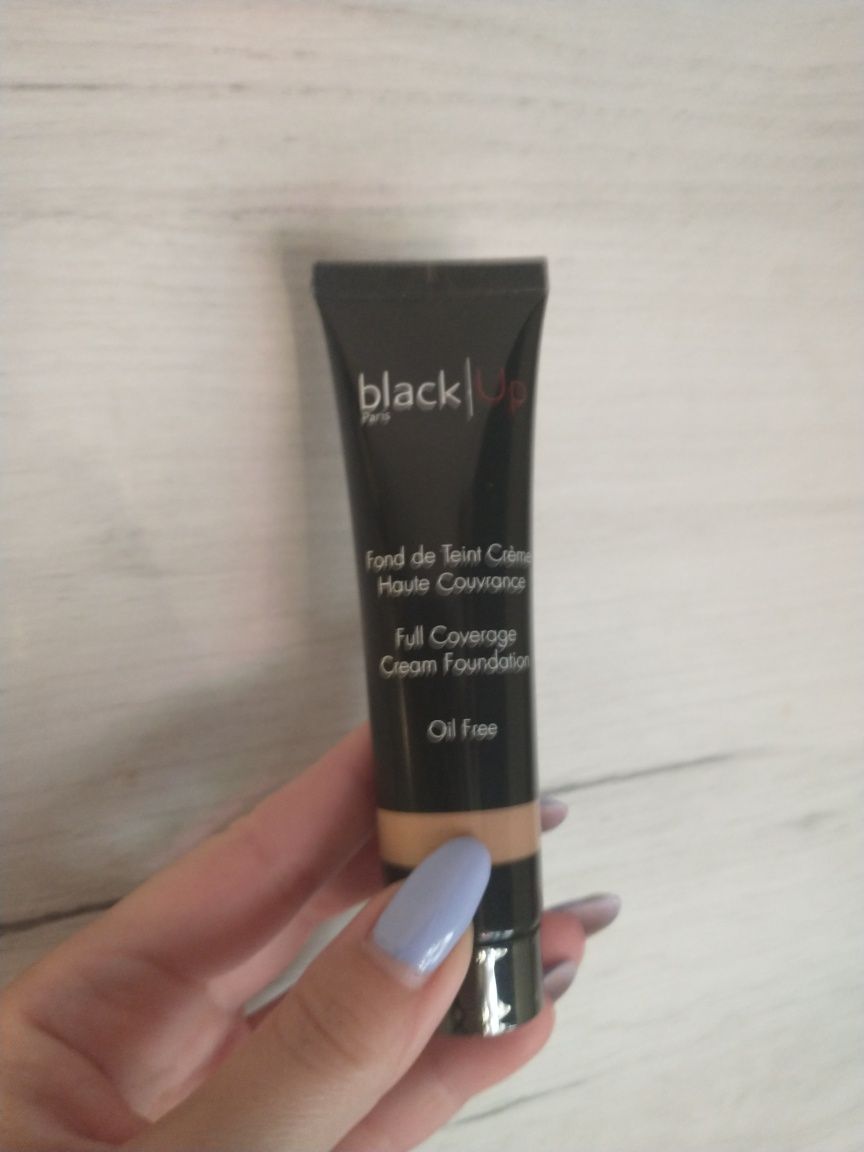 black|Up
Paris
Fond de Teint Crème
Haute Couvrance
Full Coverage
Cream Foundation
Oil Free